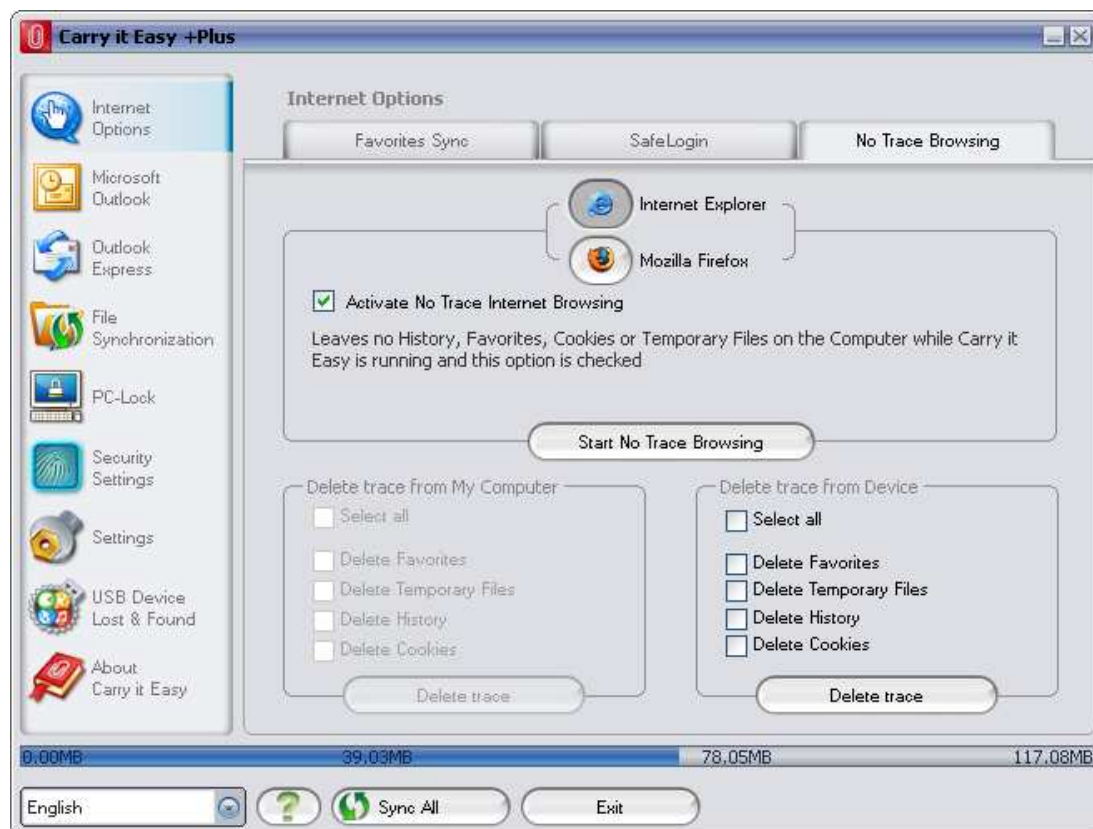 Carry it Easy +Plus
Internet
Options
Microsoft
Outlook
Outlook
Express
File
Synchronization
PC-Lock
Security
Settings
Settings
USB Device
Lost & Found
About
Carry it Easy
Internet Options
Favorites Sync
SafeLogin
No Trace Browsing
Internet Explorer
Mozilla Firefox
Activate No Trace Internet Browsing
Leaves no History, Favorites, Cookies or Temporary Files on the Computer while Carry it
Easy is running and this option is checked
Start No Trace Browsing
Delete trace from My Computer
Select all
Delete Favorites
Delete Temporary Files
Delete History
Delete Cookies
Delete trace
Delete trace from Device
Select all
Delete Favorites
Delete Temporary Files
Delete History
Delete Cookies
Delete trace
0.00MB
39,03MB
78,05MB
117,08MB
English
?
Sync All
Exit